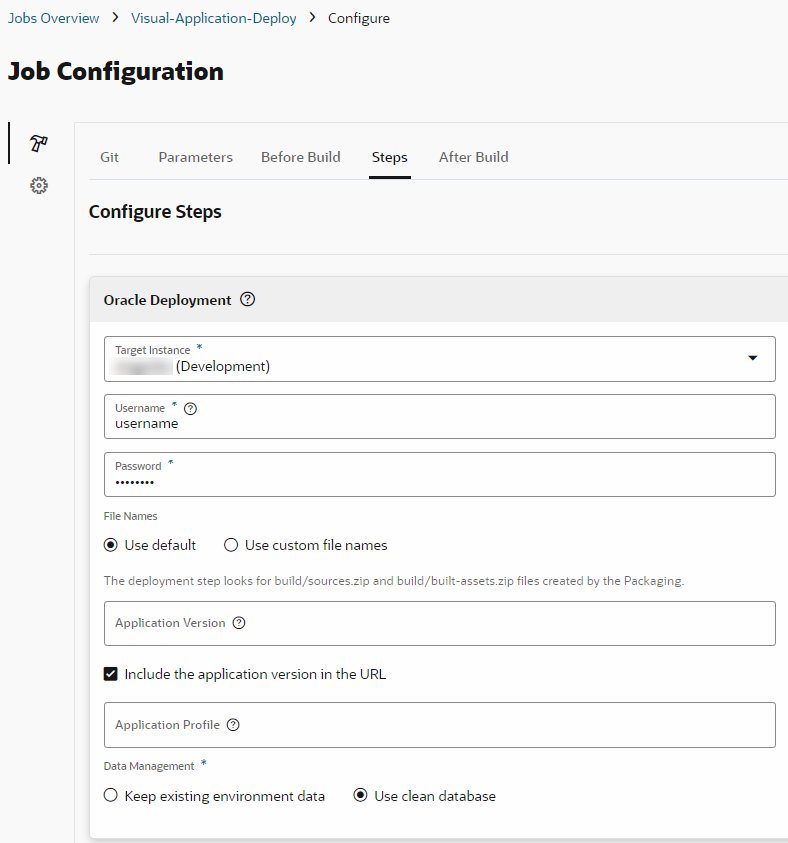 Jobs Overview > Visual-Application-Deploy > Configure
Job Configuration
Git Parameters Before Build Steps After Build
Configure Steps
Oracle Deployment ?
Target Instance *
(Development)
Username * ?
username
Password *
••••••••
File Names
Use default Use custom file names
The deployment step looks for build/sources.zip and build/built-assets.zip files created by the Packaging.
Application Version ?
Include the application version in the URL
Application Profile ?
Data Management *
Keep existing environment data Use clean database